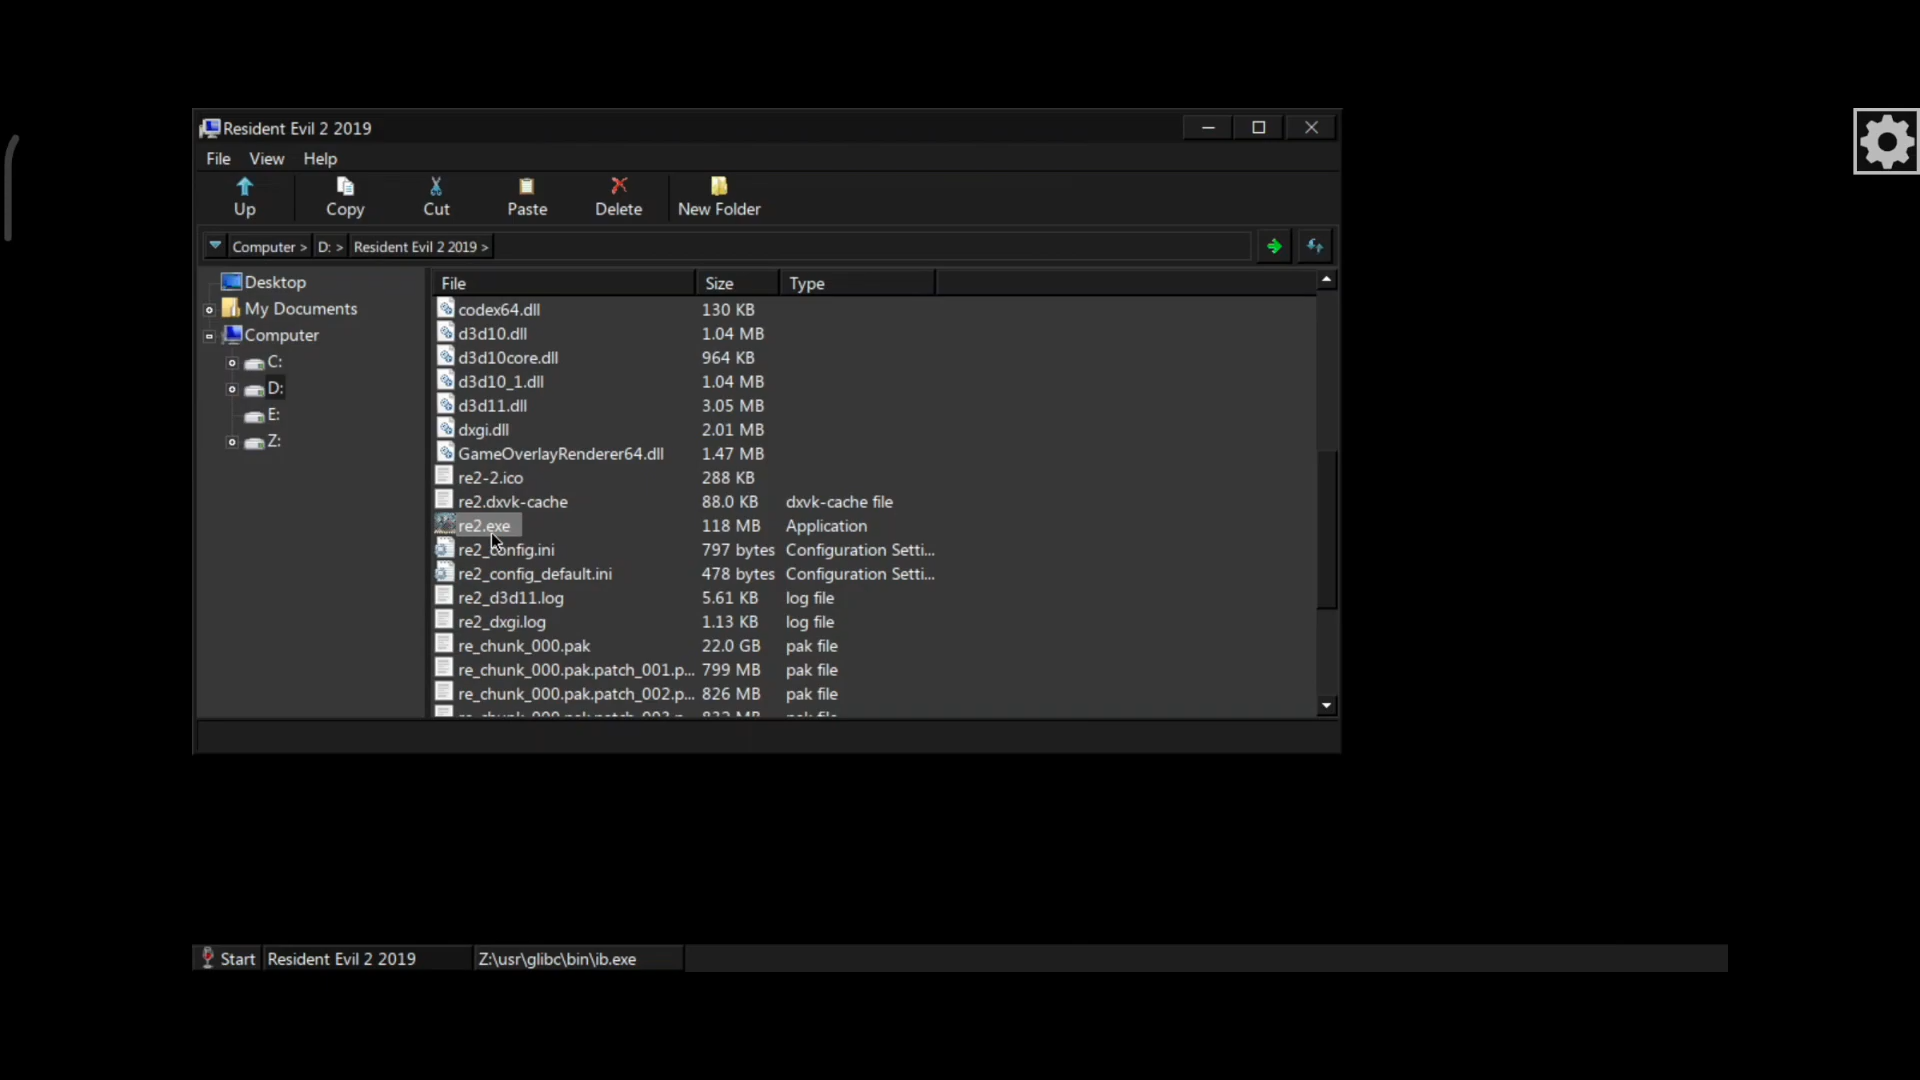 Resident Evil 2 2019
File View Help
Up Copy Cut Paste Delete New Folder
Computer > D: > Resident Evil 2 2019 >
Desktop
My Documents
Computer
C:
D:
E:
Z:
File Size Type
codex64.dll 130 KB
d3d10.dll 1.04 MB
d3d10core.dll 964 KB
d3d10_1.dll 1.04 MB
d3d11.dll 3.05 MB
dxgi.dll 2.01 MB
GameOverlayRenderer64.dll 1.47 MB
re2-2.ico 288 KB
re2.dxvk-cache 88.0 KB dxvk-cache file
re2.exe 118 MB Application
re2_config.ini 797 bytes Configuration Setti...
re2_config_default.ini 478 bytes Configuration Setti...
re2_d3d11.log 5.61 KB log file
re2_dxgi.log 1.13 KB log file
re_chunk_000.pak 22.0 GB pak file
re_chunk_000.pak.patch_001.p... 799 MB pak file
re_chunk_000.pak.patch_002.p... 826 MB pak file
Start Resident Evil 2 2019 Z:\usr\glibc\bin\ib.exe